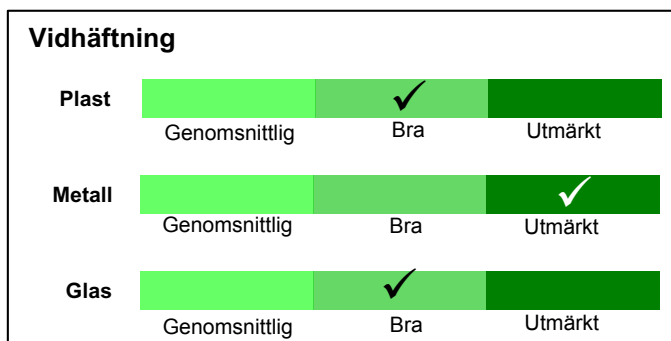 Vidhäftning
Plast
Genomsnittlig Bra Utmärkt
Metall
Genomsnittlig Bra Utmärkt
Glas
Genomsnittlig Bra Utmärkt